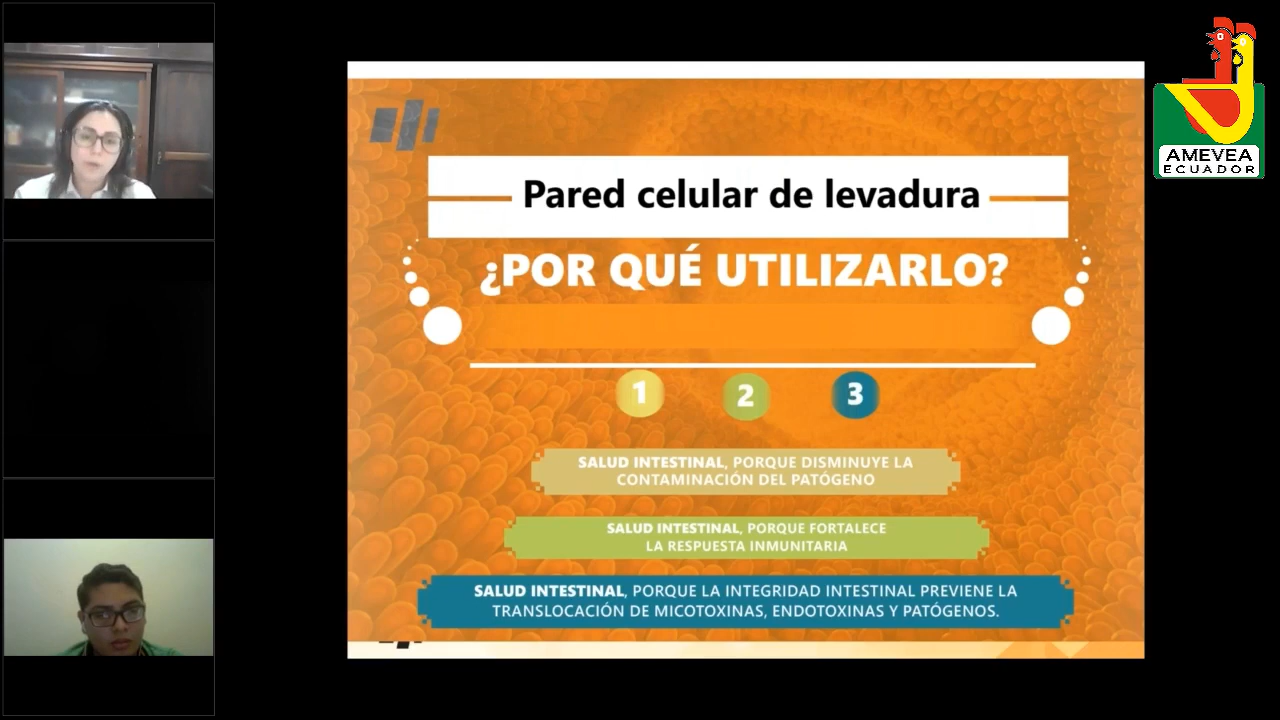 AMEVEA
ECUADOR
Pared celular de levadura
¿POR QUÉ UTILIZARLO?
1 2 3
SALUD INTESTINAL, PORQUE DISMINUYE LA
CONTAMINACIÓN DEL PATÓGENO
SALUD INTESTINAL, PORQUE FORTALECE
LA RESPUESTA INMUNITARIA
SALUD INTESTINAL, PORQUE LA INTEGRIDAD INTESTINAL PREVIENE LA
TRANSLOCACIÓN DE MICOTOXINAS, ENDOTOXINAS Y PATÓGENOS.